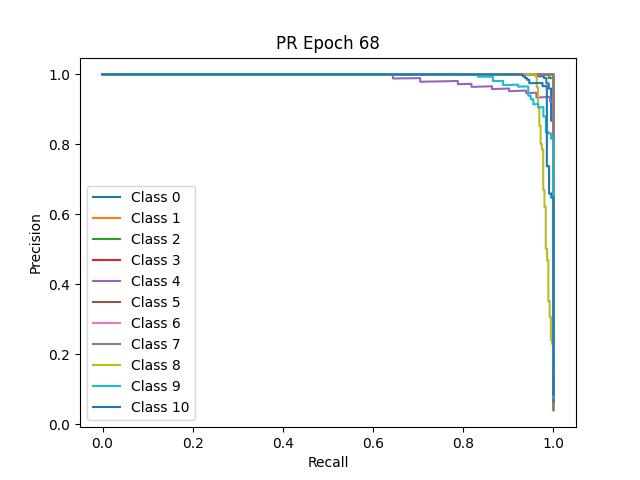 PR Epoch 68
1.0
0.8
0.6
0.4
0.2
0.0
Precision
Class 0
Class 1
Class 2
Class 3
Class 4
Class 5
Class 6
Class 7
Class 8
Class 9
Class 10
0.0 0.2 0.4 0.6 0.8 1.0
Recall